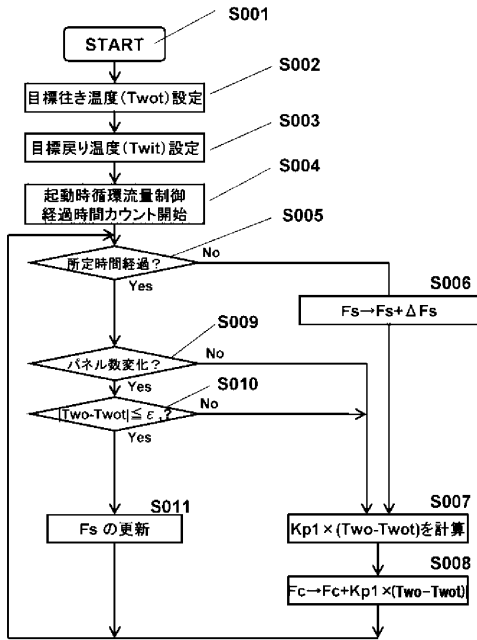 START
S001
S002
目標往き温度(Twot)設定
S003
目標戻り温度(Twit)設定
S004
起動時循環流量制御
経過時間カウント開始
S005
所定時間経過？
No
Yes
S006
Fs→Fs+ΔFs
S009
パネル数変化？
No
Yes
S010
|Two-Twot|≦ε1?
No
Yes
S011
Fs の更新
S007
Kp1×(Two-Twot)を計算
S008
Fc→Fc+Kp1×(Two-Twot)